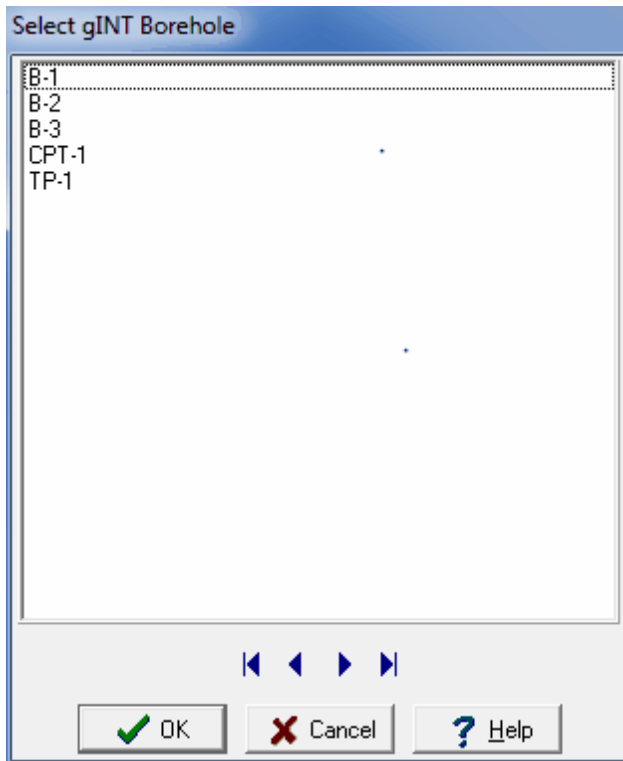 Select gINT Borehole
B-1
B-2
B-3
CPT-1
TP-1
OK Cancel Help